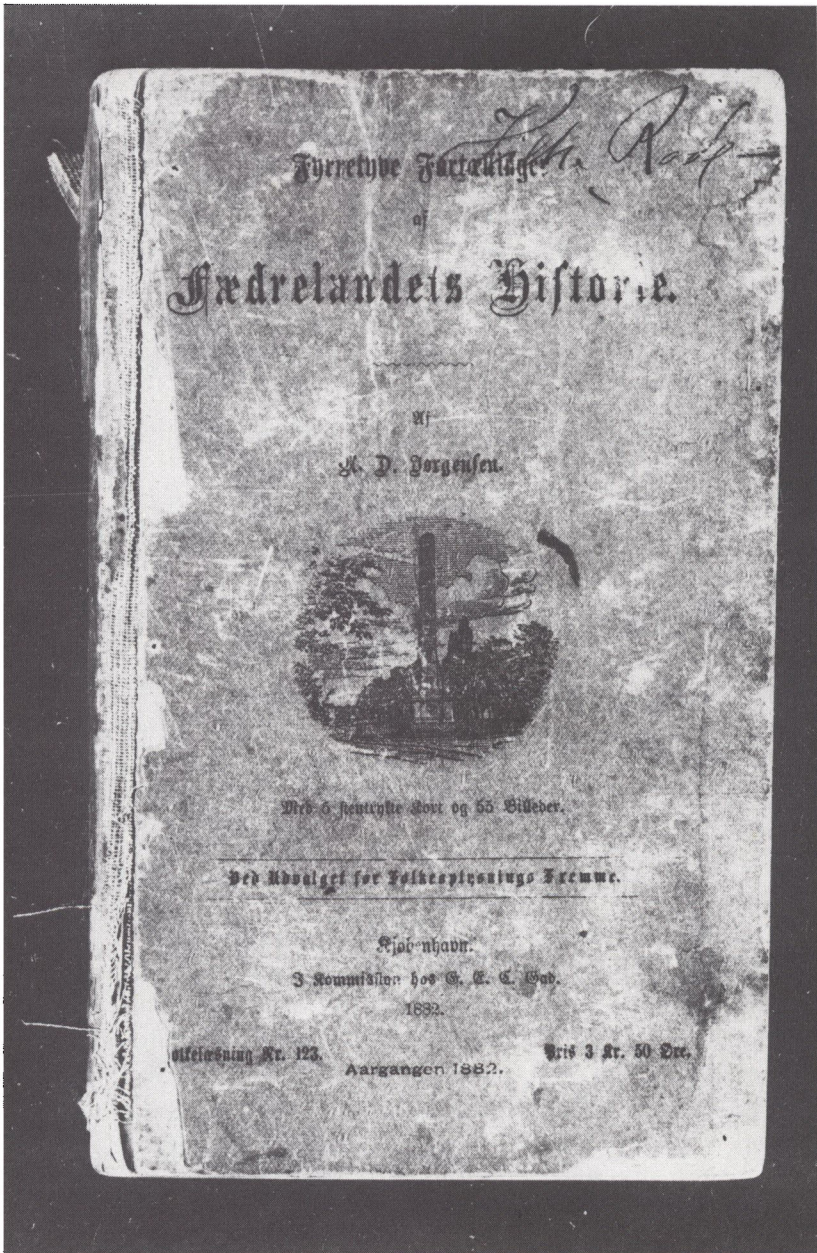 Fyrretyve Fortællinger
af
Fædrelandets Historie.
Af
A. D. Jørgensen.
Med 5 stentrykte Kort og 55 Billeder.
Ved Udvalget for Folkeoplysnings Fremme.
Kjøbenhavn.
I Kommission hos G. E. C. Gad.
1882.
Folkelæsning Nr. 123. Pris 3 Kr. 50 Øre.
Aargangen 1882.